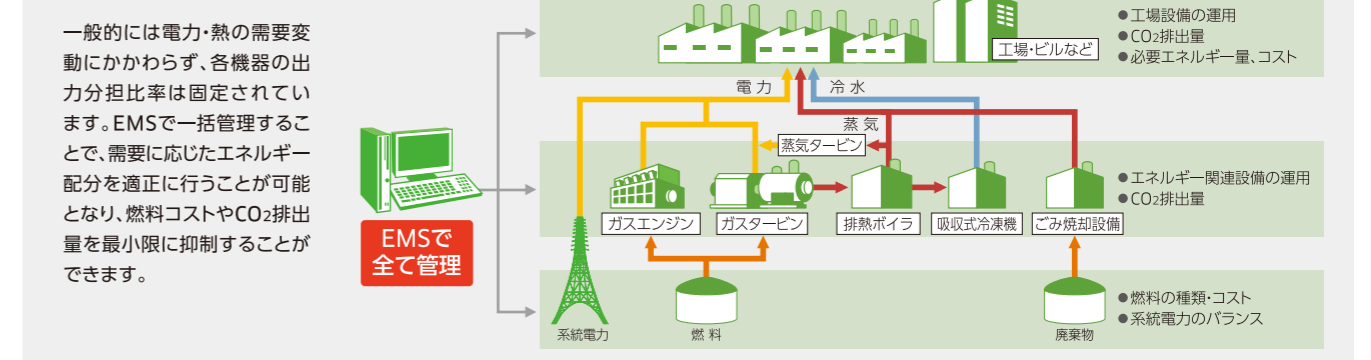 一般的には電力・熱の需要変
動にかかわらず、各機器の出
力分担比率は固定されてい
ます。EMSで一括管理するこ
とで、需要に応じたエネルギー
配分を適正に行うことが可能
となり、燃料コストやCO2排出
量を最小限に抑制することが
できます。
EMSで
全て管理
工場・ビルなど
●工場設備の運用
●CO2排出量
●必要エネルギー量、コスト
電力
冷水
蒸気
蒸気タービン
ガスエンジン
ガスタービン
排熱ボイラ
吸収式冷凍機
ごみ焼却設備
●エネルギー関連設備の運用
●CO2排出量
系統電力
燃料
廃棄物
●燃料の種類・コスト
●系統電力のバランス